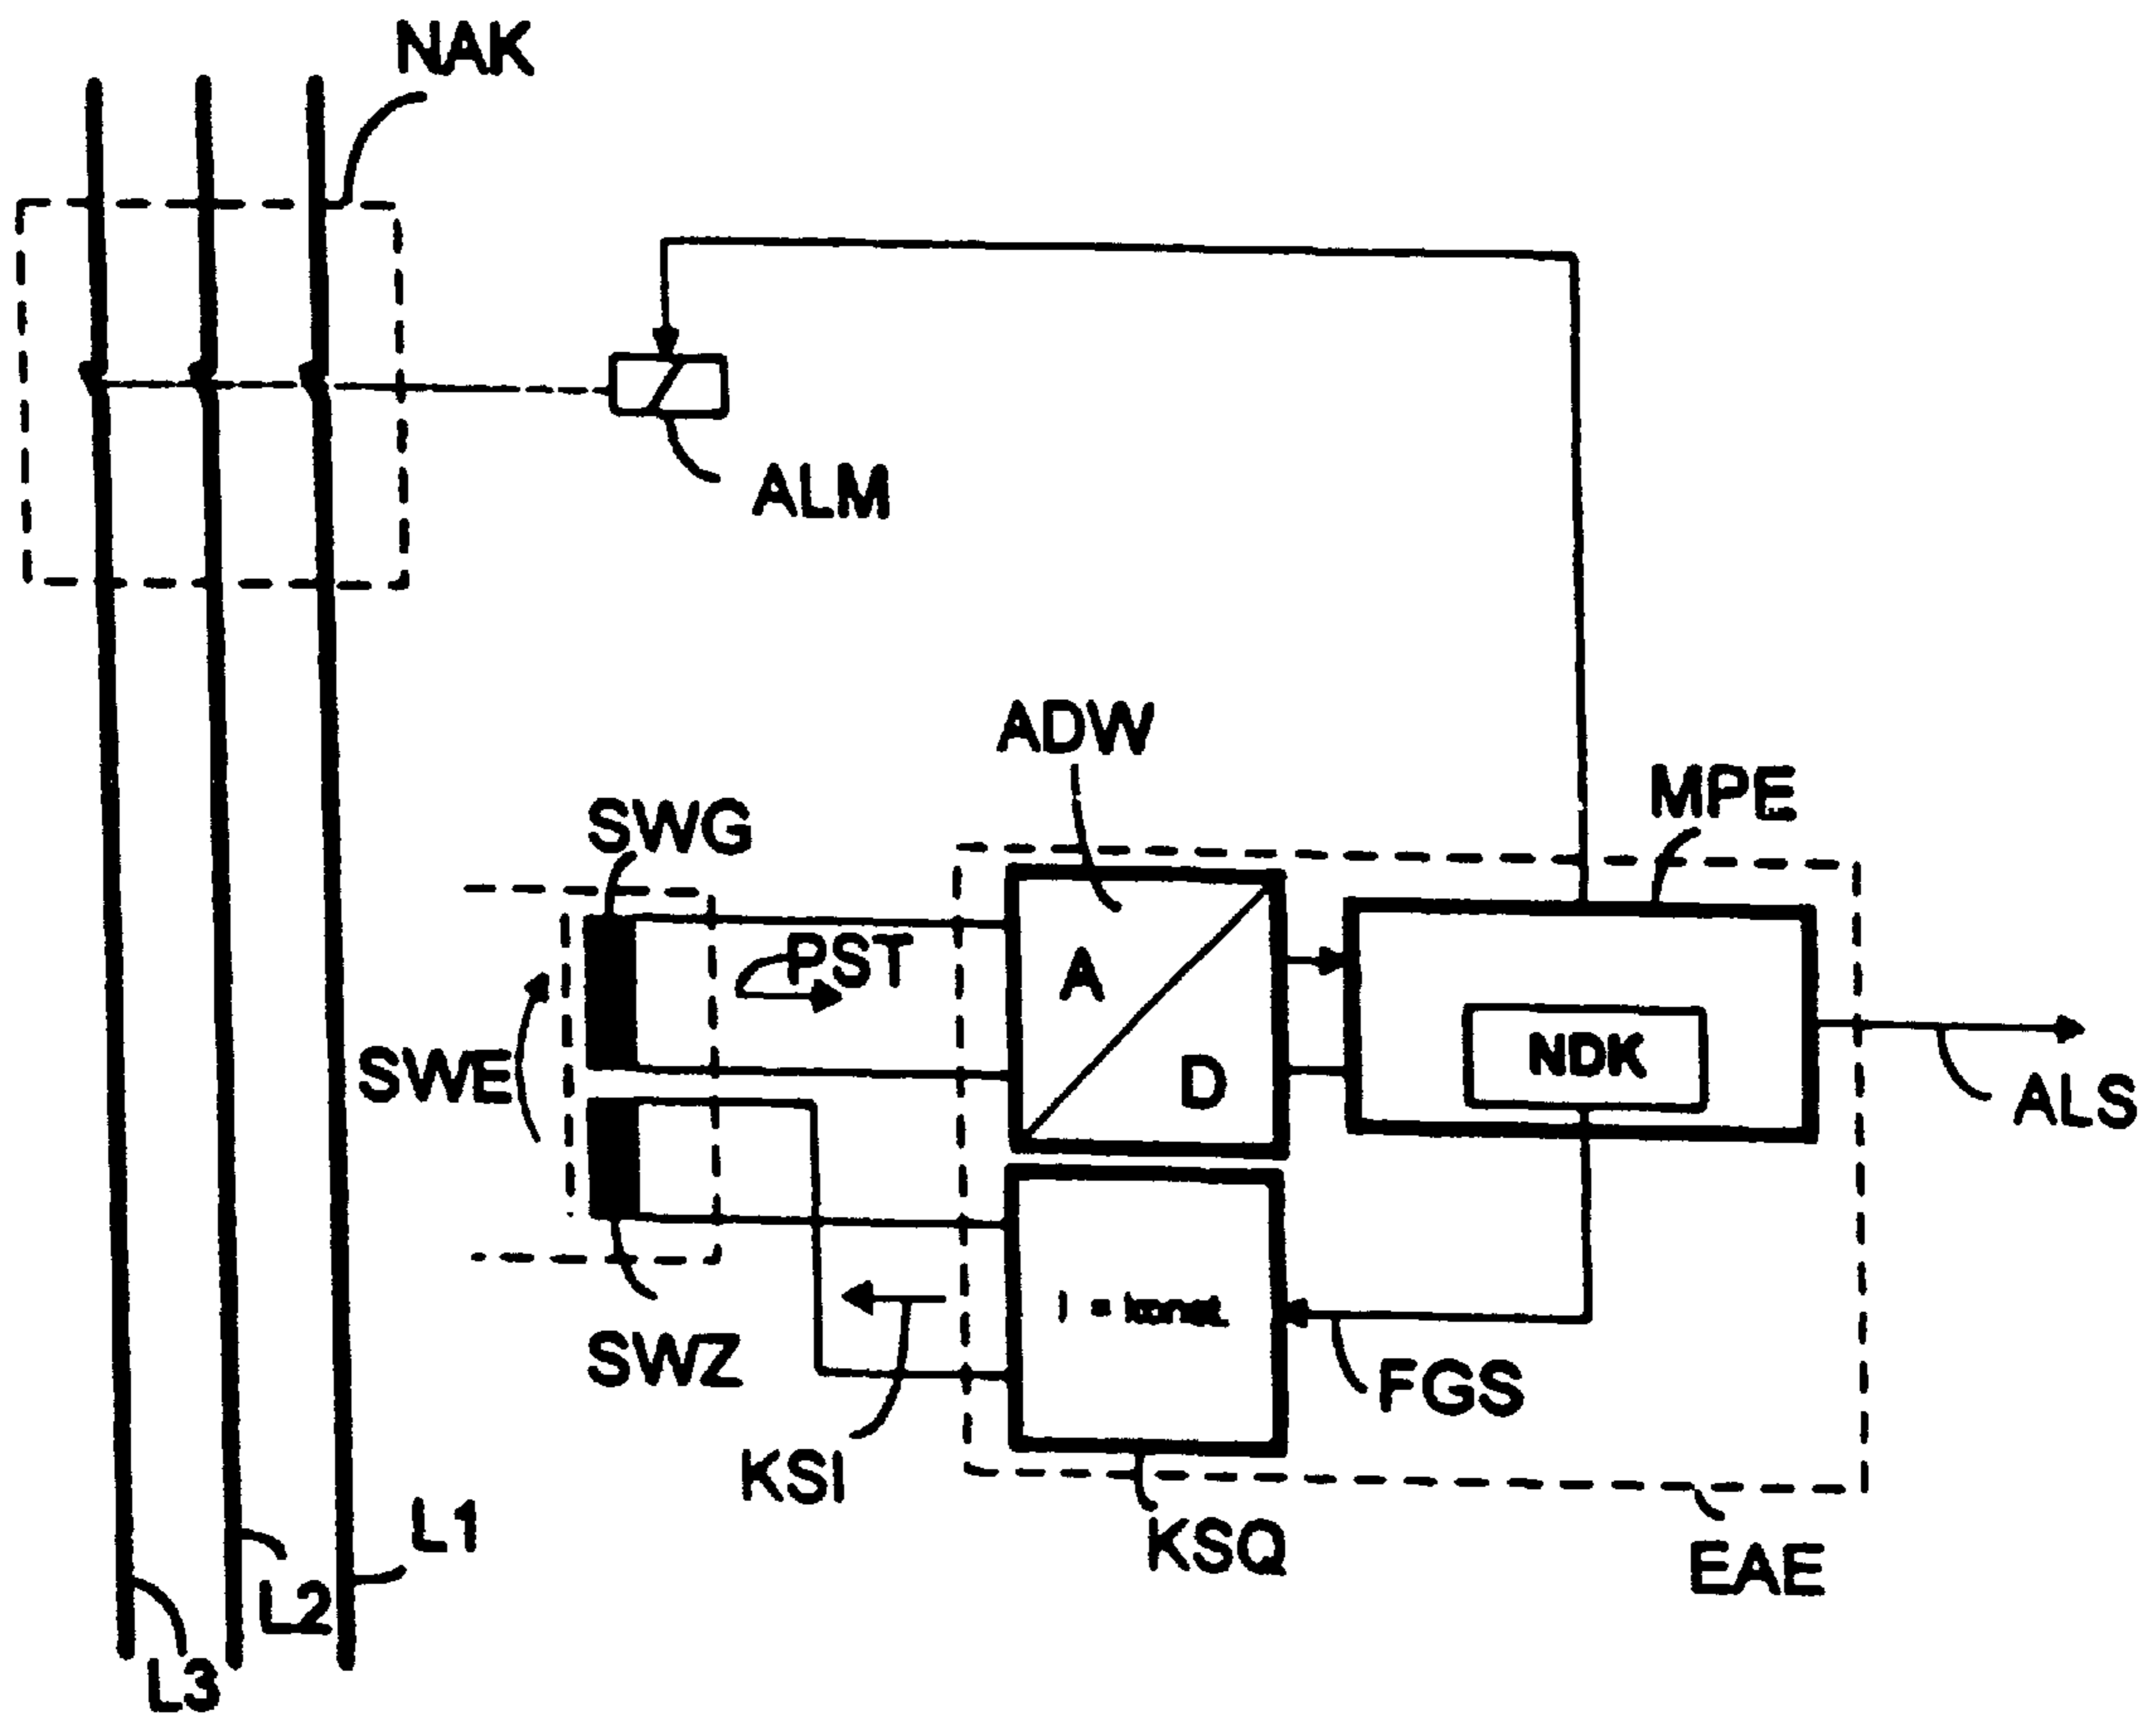 NAK
ALM
ADW
MPE
SWG
PST
A
D
NDK
SWE
ALS
SWZ
I =
FGS
KSI
KSQ
EAE
L1
L2
L3